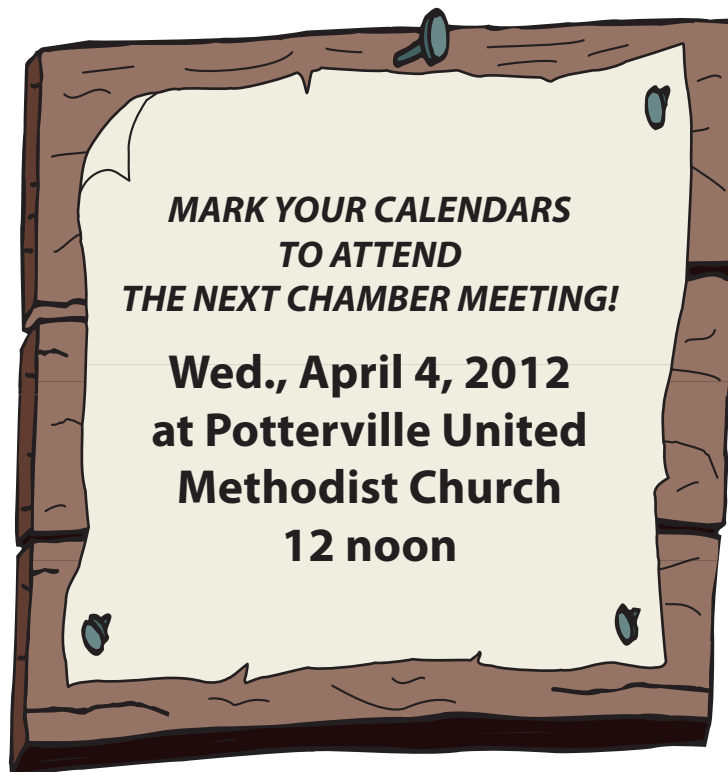 MARK YOUR CALENDARS
TO ATTEND
THE NEXT CHAMBER MEETING!
Wed., April 4, 2012
at Potterville United
Methodist Church
12 noon